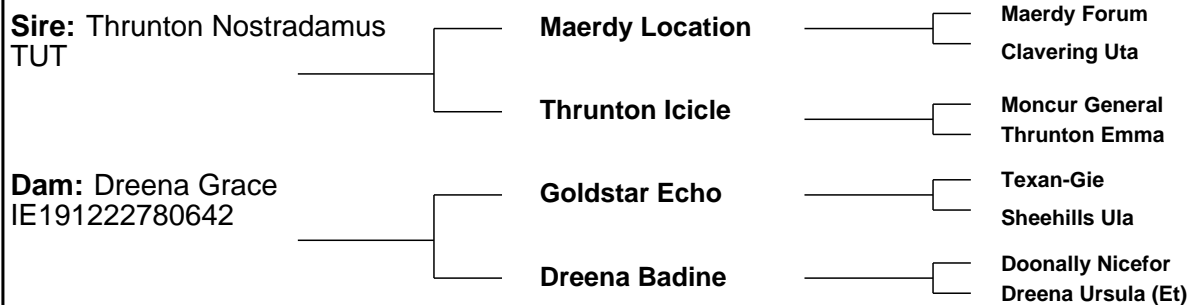 Sire: Thrunton Nostradamus
TUT
Maerdy Location
Maerdy Forum
Clavering Uta
Thrunton Icicle
Moncur General
Thrunton Emma
Dam: Dreena Grace
IE191222780642
Goldstar Echo
Texan-Gie
Sheehills Ula
Dreena Badine
Doonally Nicefor
Dreena Ursula (Et)